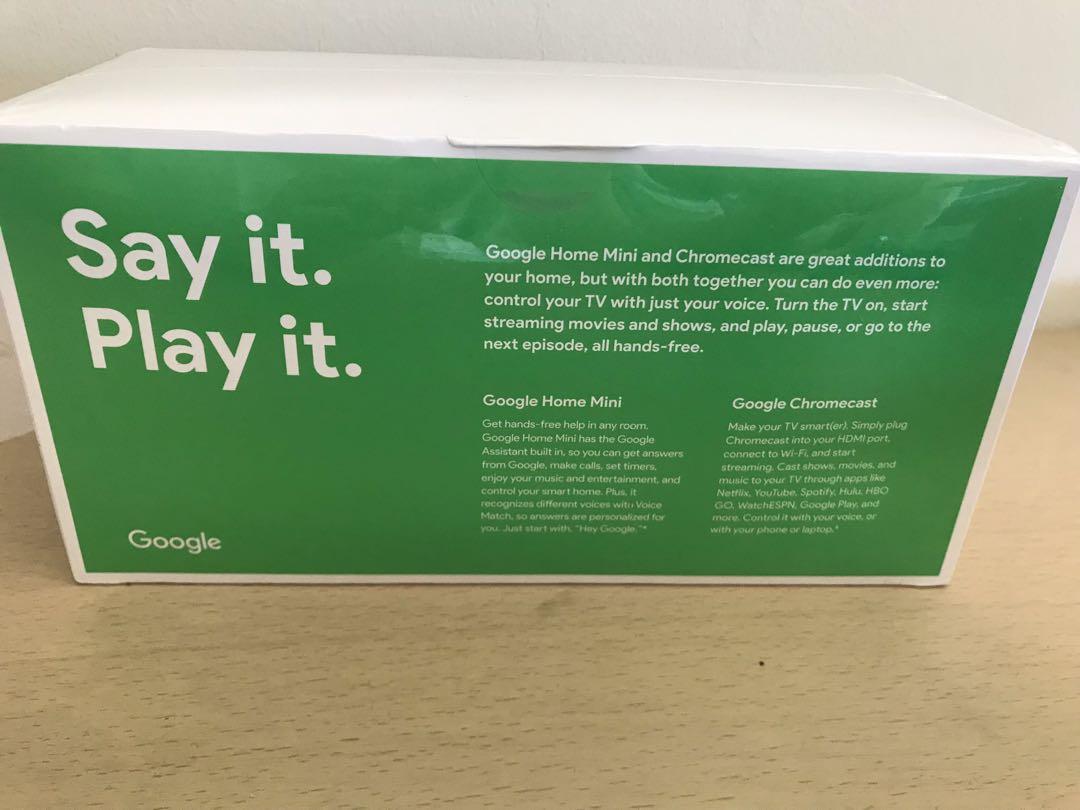 Say it.
Play it.
Google Home Mini and Chromecast are great additions to
your home, but with both together you can do even more:
control your TV with just your voice. Turn the TV on, start
streaming movies and shows, and play, pause, or go to the
next episode, all hands-free.
Google Home Mini
Get hands-free help in any room.
Google Home Mini has the Google
Assistant built in, so you can get answers
from Google, make calls, set timers,
enjoy your music and entertainment, and
control your smart home. Plus, it
recognizes different voices with Voice
Match, so answers are personalized for
you. Just start with, "Hey Google."*
Google Chromecast
Make your TV smart(er). Simply plug
Chromecast into your HDMI port,
connect to Wi-Fi, and start
streaming. Cast shows, movies, and
music to your TV through apps like
Netflix, YouTube, Spotify, Hulu, HBO
GO, WatchESPN, Google Play, and
more. Control it with your voice, or
with your phone or laptop.*
Google